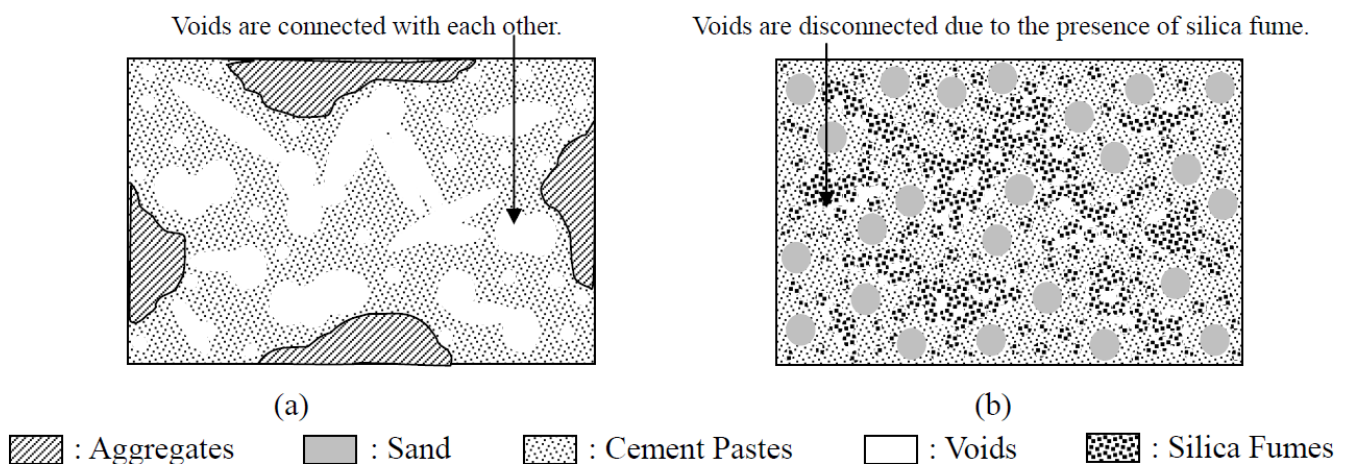 Voids are connected with each other.
Voids are disconnected due to the presence of silica fume.
(a)
(b)
: Aggregates : Sand : Cement Pastes : Voids : Silica Fumes